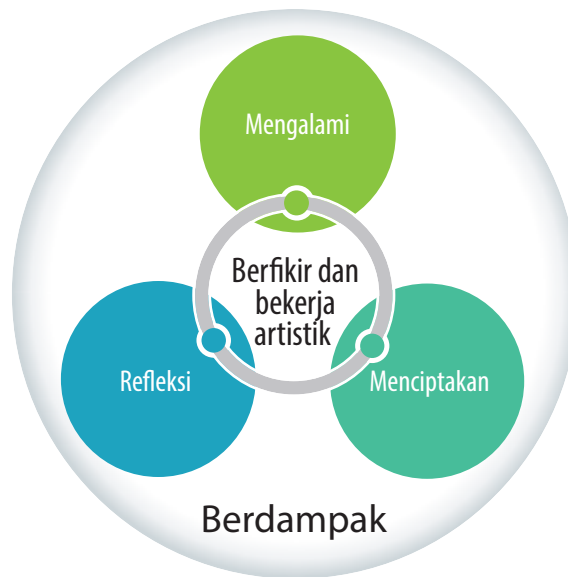 Mengalami
Berfikir dan
bekerja
artistik
Refleksi
Menciptakan
Berdampak